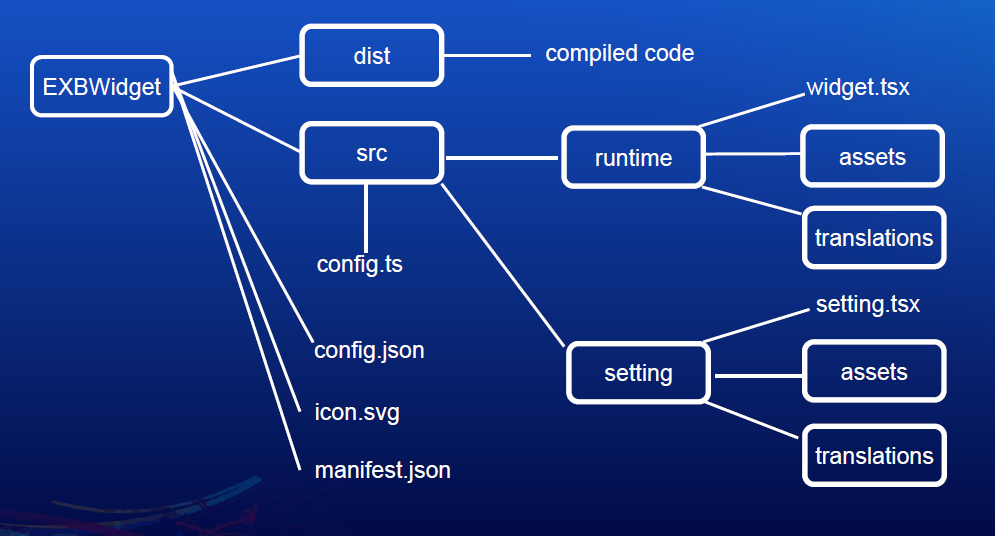 EXBWidget
dist
compiled code
src
config.ts
runtime
widget.tsx
assets
translations
setting
setting.tsx
assets
translations
config.json
icon.svg
manifest.json